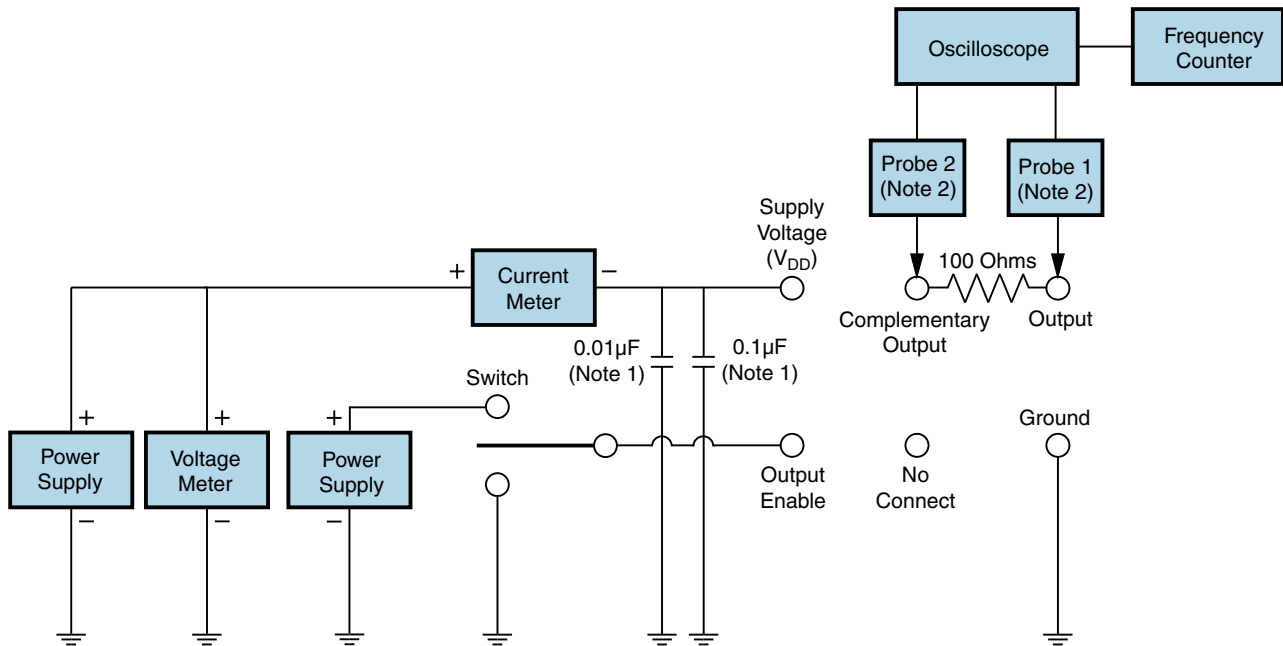 Oscilloscope
Frequency
Counter
Probe 2
(Note 2)
Probe 1
(Note 2)
Supply
Voltage
(VDD)
100 Ohms
Complementary
Output
Output
+
Current
Meter
−
0.01µF
(Note 1)
0.1µF
(Note 1)
Switch
+
Power
Supply
−
+
Voltage
Meter
−
+
Power
Supply
−
Output
Enable
No
Connect
Ground